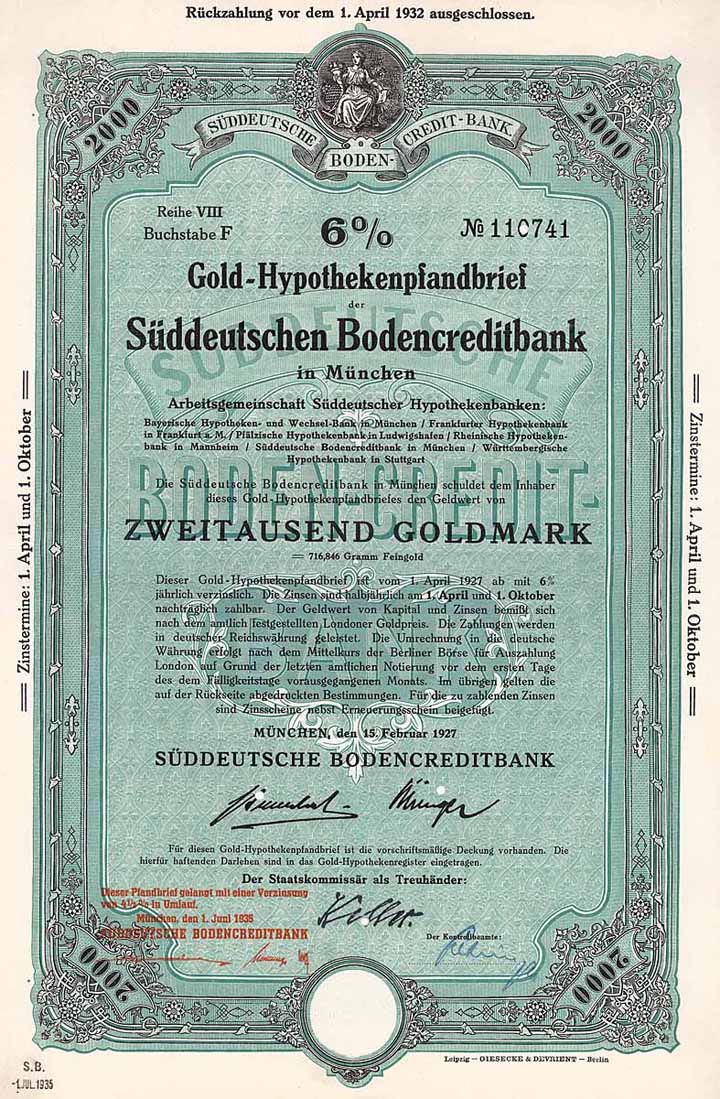 Rückzahlung vor dem 1. April 1932 ausgeschlossen.
2000
2000
SÜDDEUTSCHE
BODEN-
CREDIT-BANK
Reihe VIII
Buchstabe F
6%
№ 110741
Gold-Hypothekenpfandbrief
der
Süddeutschen Bodencreditbank
in München
Arbeitsgemeinschaft Süddeutscher Hypothekenbanken:
Bayerische Hypotheken- und Wechsel-Bank in München / Frankfurter Hypothekenbank
in Frankfurt a. M. / Pfälzische Hypothekenbank in Ludwigshafen / Rheinische Hypotheken-
bank in Mannheim / Süddeutsche Bodencreditbank in München / Württembergische
Hypothekenbank in Stuttgart
SÜDDEUTSCHE
BODEN-CREDIT-
BANK
Die Süddeutsche Bodencreditbank in München schuldet dem Inhaber
dieses Gold-Hypothekenpfandbriefes den Geldwert von
ZWEITAUSEND GOLDMARK
= 716,846 Gramm Feingold
Dieser Gold-Hypothekenpfandbrief ist vom 1. April 1927 ab mit 6%
jährlich verzinslich. Die Zinsen sind halbjährlich am 1. April und 1. Oktober
nachträglich zahlbar. Der Geldwert von Kapital und Zinsen bemißt sich
nach dem amtlich festgestellten Londoner Goldpreis. Die Zahlungen werden
in deutscher Reichswährung geleistet. Die Umrechnung in die deutsche
Währung erfolgt nach dem Mittelkurs der Berliner Börse für Auszahlung
London auf Grund der letzten amtlichen Notierung vor dem ersten Tage
des dem Fälligkeitstage vorausgegangenen Monats. Im übrigen gelten die
auf der Rückseite abgedruckten Bestimmungen. Für die zu zahlenden Zinsen
sind Zinsscheine nebst Erneuerungsschein beigefügt.
MÜNCHEN, den 15. Februar 1927
SÜDDEUTSCHE BODENCREDITBANK
Für diesen Gold-Hypothekenpfandbrief ist die vorschriftsmäßige Deckung vorhanden. Die
hierfür haftenden Darlehen sind in das Gold-Hypothekenregister eingetragen.
Der Staatskommissär als Treuhänder:
Dieser Pfandbrief gelangt mit einer Verzinsung
von 4½% in Umlauf.
München, den 1. Juni 1935
SÜDDEUTSCHE BODENCREDITBANK
Der Kontrollbeamte:
2000
2000
Zinstermine: 1. April und 1. Oktober
Zinstermine: 1. April und 1. Oktober
Leipzig – GIESECKE & DEVRIENT – Berlin
S.B.
-1.JUL.1935